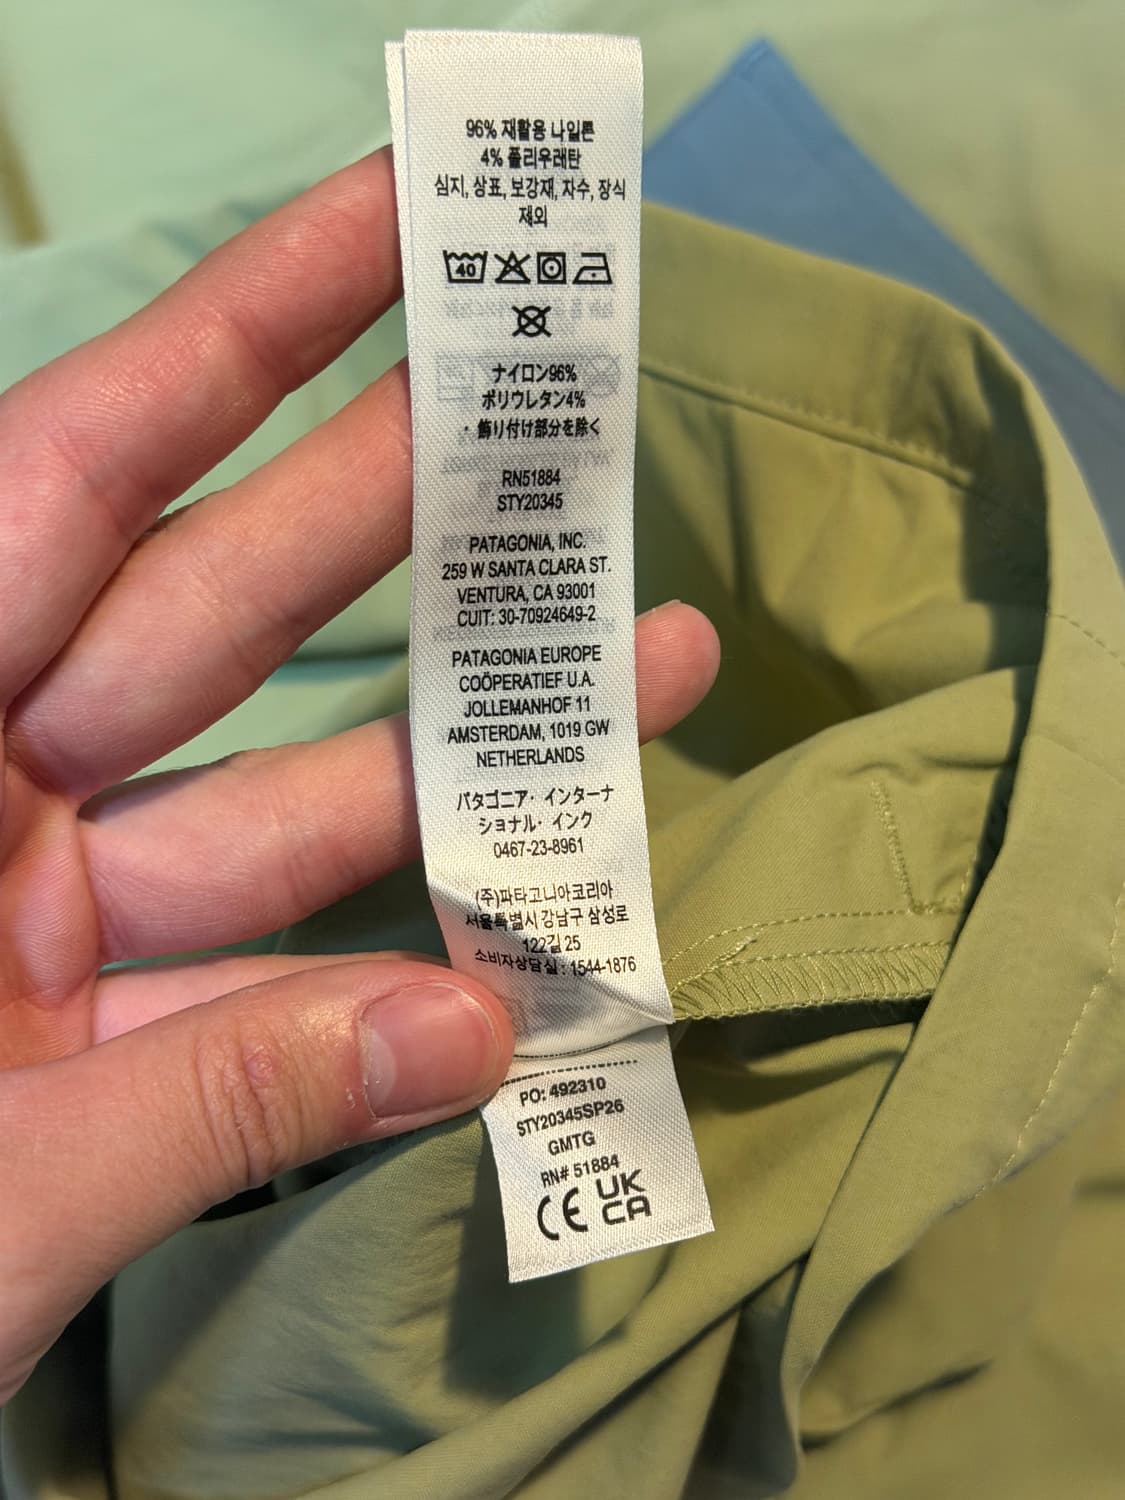 96% 재활용 나일론
4% 폴리우레탄
심지, 상표, 보강재, 자수, 장식
제외
40
ナイロン96%
ポリウレタン4%
・飾り付け部分を除く
RN51884
STY20345
PATAGONIA, INC.
259 W SANTA CLARA ST.
VENTURA, CA 93001
CUIT: 30-70924649-2
PATAGONIA EUROPE
COÖPERATIEF U.A.
JOLLEMANHOF 11
AMSTERDAM, 1019 GW
NETHERLANDS
パタゴニア・インターナ
ショナル・インク
0467-23-8961
(주)파타고니아코리아
서울특별시 강남구 삼성로
122길 25
소비자상담실 : 1544-1876
PO: 492310
STY20345SP26
GMTG
RN# 51884
CE UK
CA